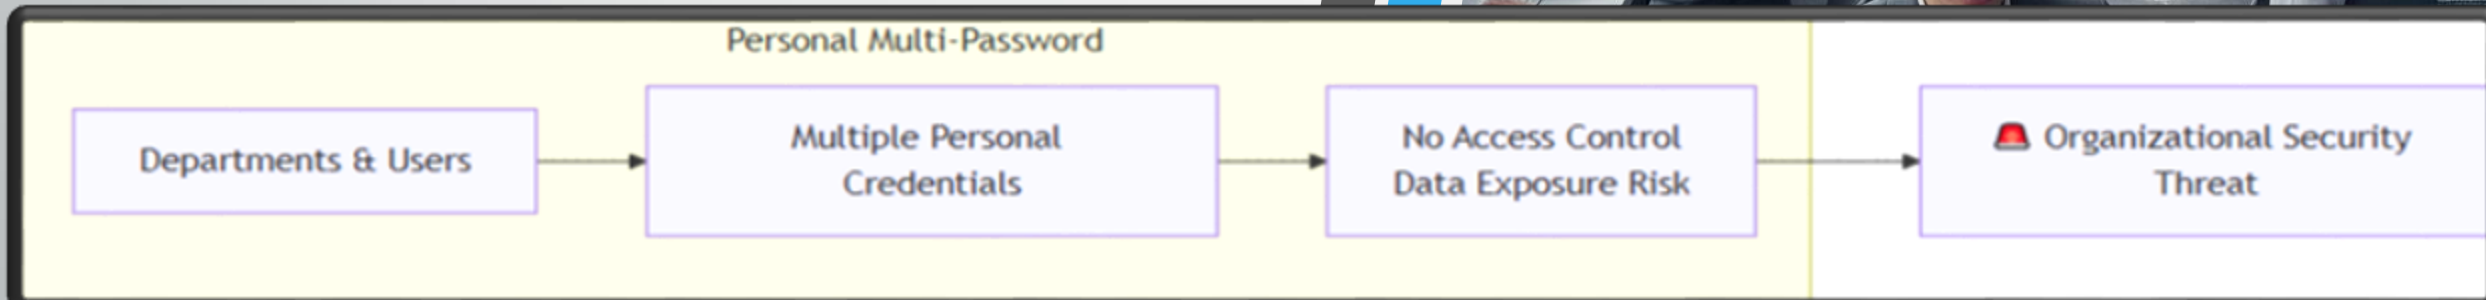 Personal Multi-Password
Departments & Users
Multiple Personal
Credentials
No Access Control
Data Exposure Risk
🚨 Organizational Security
Threat